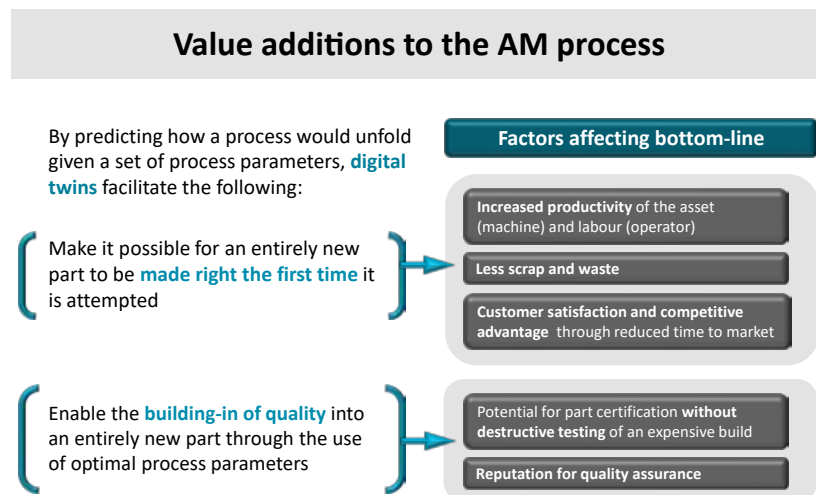 Value additions to the AM process
By predicting how a process would unfold
given a set of process parameters, digital
twins facilitate the following:
Make it possible for an entirely new
part to be made right the first time it
is attempted
Enable the building-in of quality into
an entirely new part through the use
of optimal process parameters
Factors affecting bottom-line
Increased productivity of the asset
(machine) and labour (operator)
Less scrap and waste
Customer satisfaction and competitive
advantage through reduced time to market
Potential for part certification without
destructive testing of an expensive build
Reputation for quality assurance